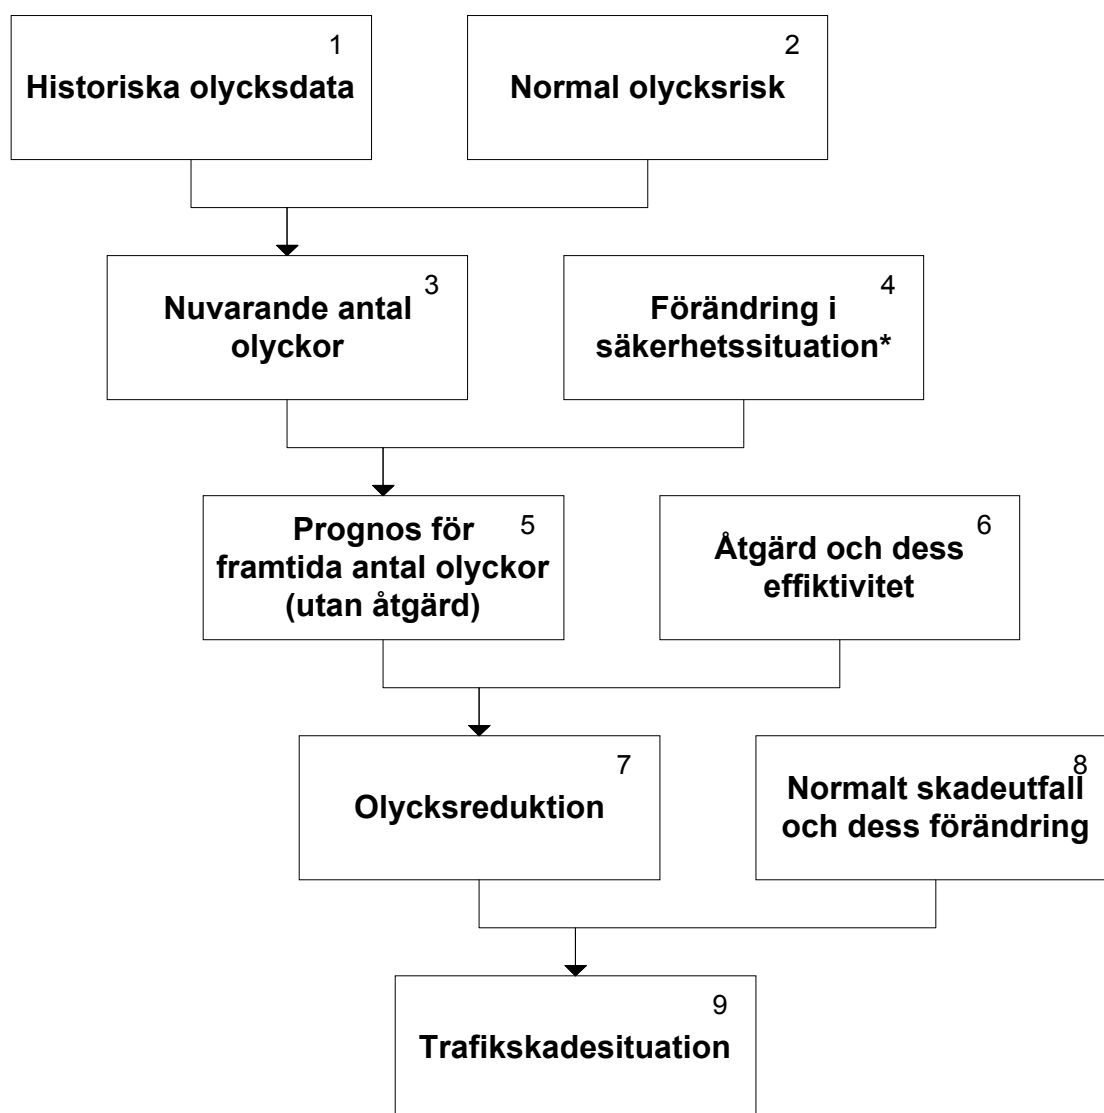 1
Historiska olycksdata
2
Normal olycksrisk
3
Nuvarande antal
olyckor
4
Förändring i
säkerhetssituation*
5
Prognos för
framtida antal olyckor
(utan åtgärd)
6
Åtgärd och dess
effiktivitet
7
Olycksreduktion
8
Normalt skadeutfall
och dess förändring
9
Trafikskadesituation